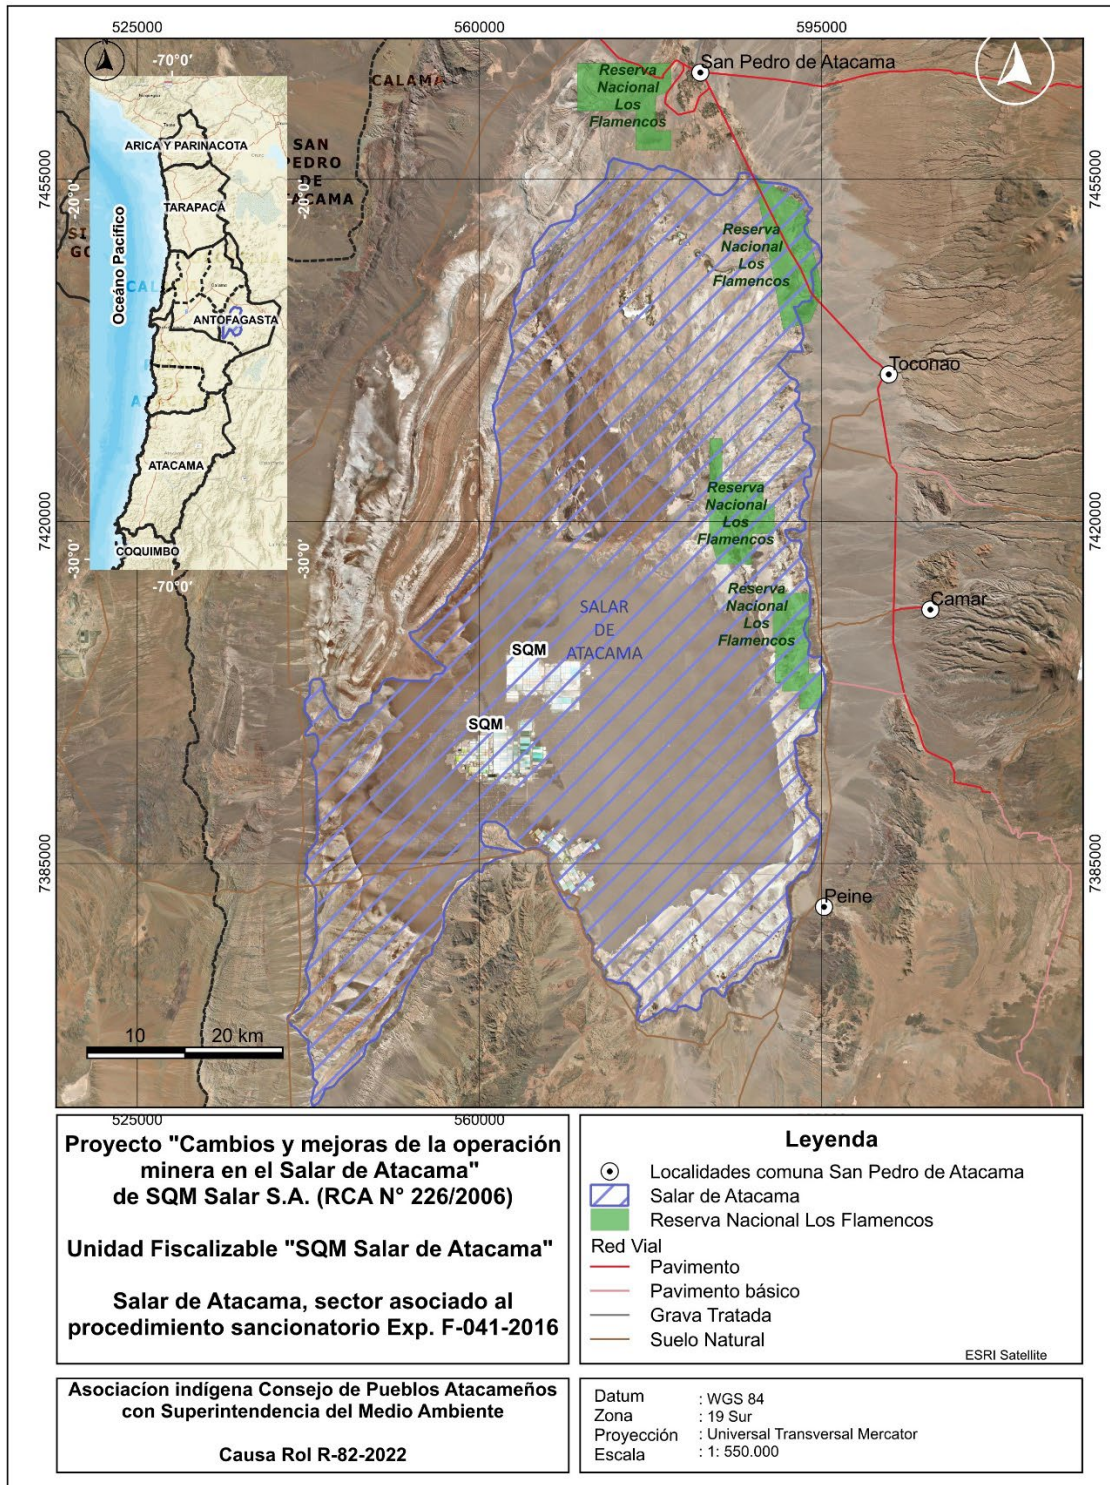 525000
560000
595000
-70°0'
CALAMA
SAN
PEDRO
DE
ATACAMA
ARICA Y PARINACOTA
-20°0'
-20°0'
TARAPACÁ
Oceáno Pacífico
ANTOFAGASTA
ATACAMA
COQUIMBO
-30°0'
-30°0'
-70°0'
San Pedro de Atacama
Reserva
Nacional
Los
Flamencos
7455000
7455000
Reserva
Nacional
Los
Flamencos
Toconao
Reserva
Nacional
Los
Flamencos
7420000
7420000
Reserva
Nacional
Los
Flamencos
Camar
SALAR
DE
ATACAMA
SQM
SQM
7385000
7385000
Peine
10 20 km
525000
560000
Proyecto "Cambios y mejoras de la operación
minera en el Salar de Atacama"
de SQM Salar S.A. (RCA N° 226/2006)
Unidad Fiscalizable "SQM Salar de Atacama"
Salar de Atacama, sector asociado al
procedimiento sancionatorio Exp. F-041-2016
Leyenda
Localidades comuna San Pedro de Atacama
Salar de Atacama
Reserva Nacional Los Flamencos
Red Vial
Pavimento
Pavimento básico
Grava Tratada
Suelo Natural
ESRI Satellite
Asociacíon indígena Consejo de Pueblos Atacameños
con Superintendencia del Medio Ambiente
Causa Rol R-82-2022
Datum : WGS 84
Zona : 19 Sur
Proyección : Universal Transversal Mercator
Escala : 1: 550.000